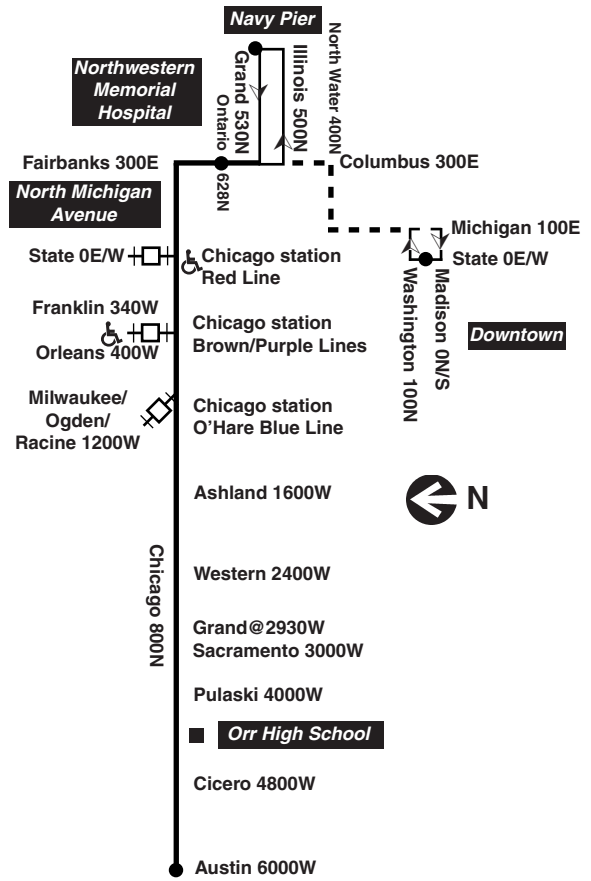 Navy Pier
Northwestern
Memorial
Hospital
Grand 530N
Illinois 500N
North Water 400N
Ontario
628N
Fairbanks 300E
Columbus 300E
North Michigan
Avenue
Michigan 100E
State 0E/W
Washington 100N
Madison 0N/S
Downtown
State 0E/W
Chicago station
Red Line
Franklin 340W
Orleans 400W
Chicago station
Brown/Purple Lines
Milwaukee/
Ogden/
Racine 1200W
Chicago station
O'Hare Blue Line
Ashland 1600W
N
Chicago 800N
Western 2400W
Grand@2930W
Sacramento 3000W
Pulaski 4000W
Orr High School
Cicero 4800W
Austin 6000W